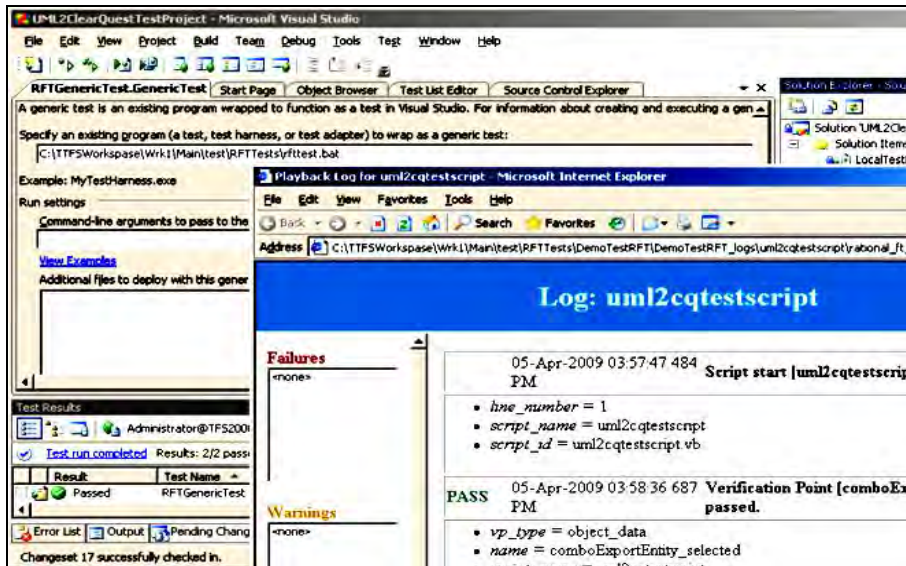 UML2ClearQuestTestProject - Microsoft Visual Studio
File Edit View Project Build Team Debug Tools Test Window Help
RFTGenericTest.GenericTest Start Page Object Browser Test List Editor Source Control Explorer
A generic test is an existing program wrapped to function as a test in Visual Studio. For information about creating and executing a gen
Specify an existing program (a test, test harness, or test adapter) to wrap as a generic test:
C:\TTFSWorkspase\Wrk1\Main\test\RFTTests\rfttest.bat
Example: MyTestHarness.exe
Run settings
Command-line arguments to pass to the
View Examples
Additional files to deploy with this gener
Solution Explorer - Solu
Solution 'UML2Cle
Solution Items
LocalTest
Playback Log for uml2cqtestscript - Microsoft Internet Explorer
File Edit View Favorites Tools Help
Back Search Favorites
Address C:\TTFSWorkspase\Wrk1\Main\test\RFTTests\DemoTestRFT\DemoTestRFT_logs\uml2cqtestscript\rational_ft_
Log: uml2cqtestscript
Failures
<none>
Warnings
<none>
05-Apr-2009 03:57:47 484 PM Script start [uml2cqtestscrip
line_number = 1
script_name = uml2cqtestscript
script_id = uml2cqtestscript.vb
PASS 05-Apr-2009 03:58:36 687 PM Verification Point [comboEx
passed.
vp_type = object_data
name = comboExportEntity_selected
Test Results
Administrator@TFS200
Test run completed Results: 2/2 passe
Result Test Name
Passed RFTGenericTest
Error List Output Pending Chang
Changeset 17 successfully checked in.